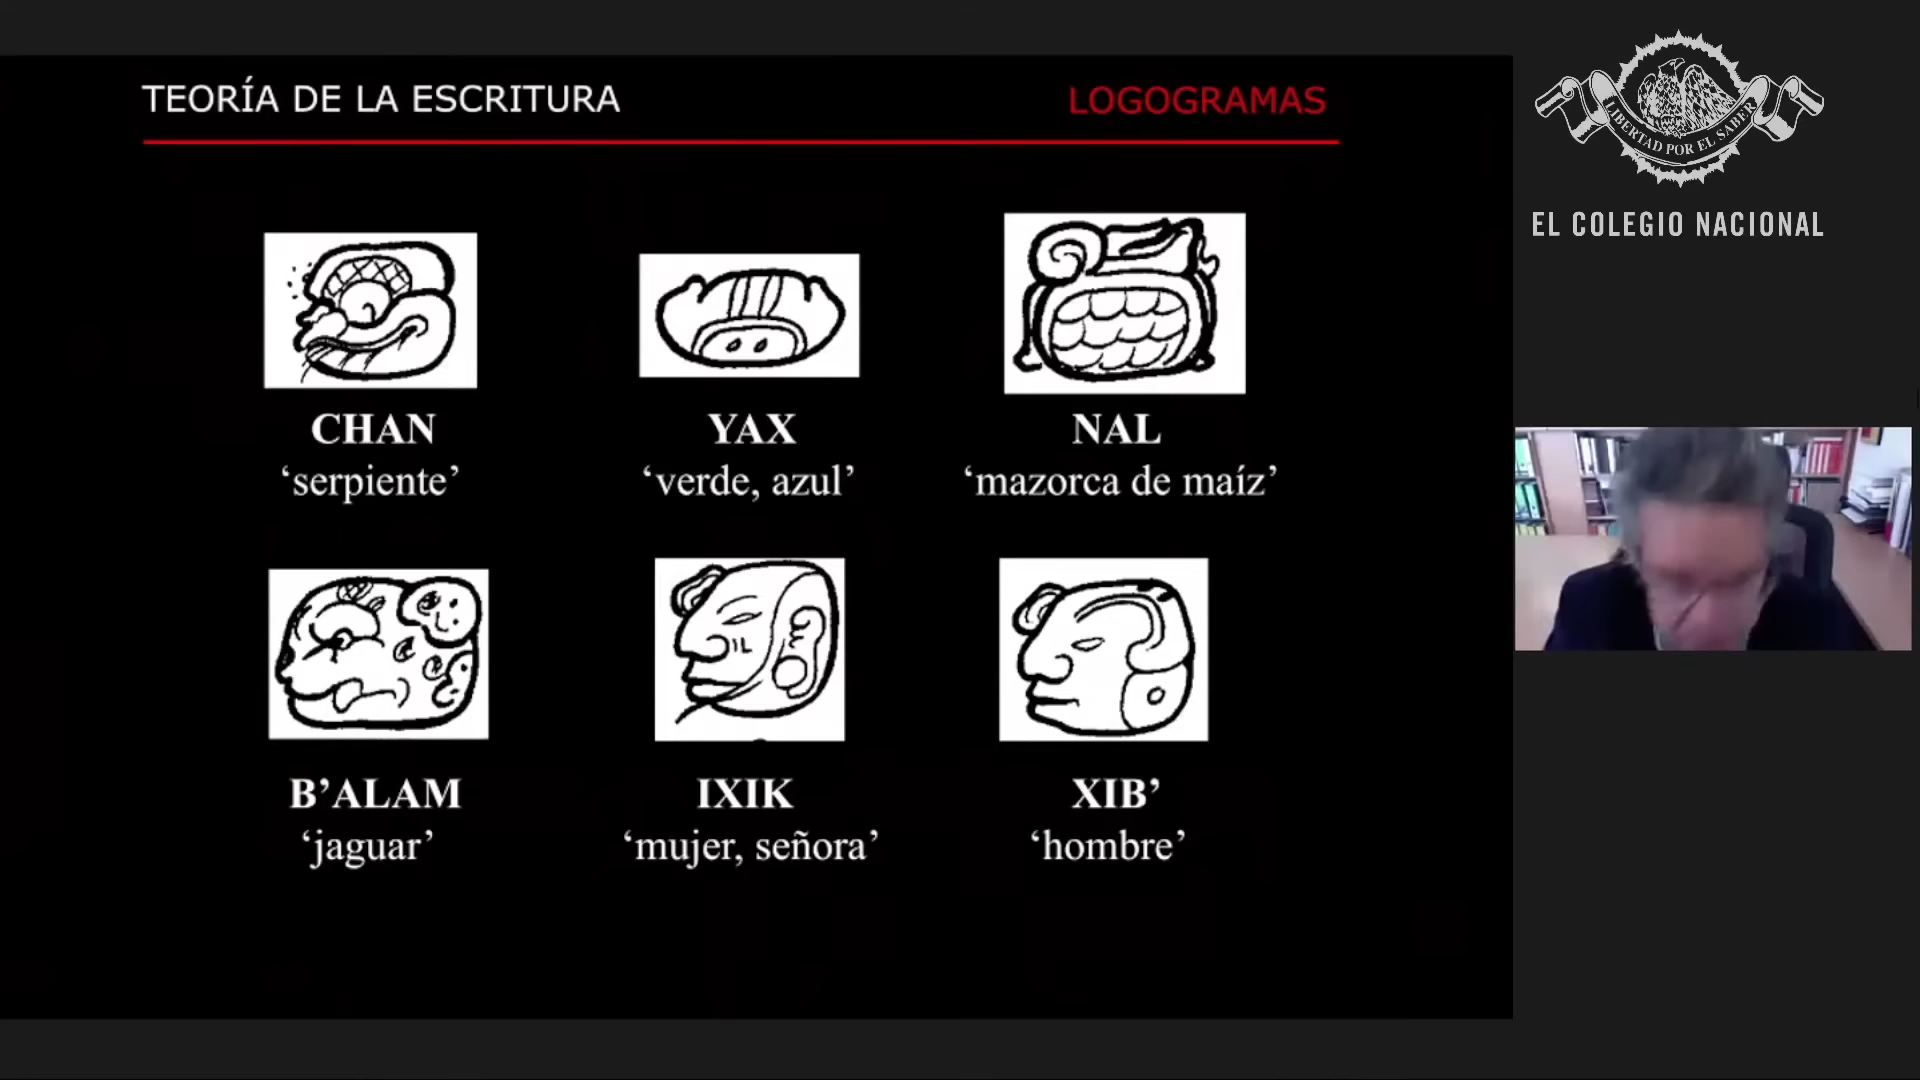 TEORÍA DE LA ESCRITURA
LOGOGRAMAS
CHAN
‘serpiente’
YAX
‘verde, azul’
NAL
‘mazorca de maíz’
B’ALAM
‘jaguar’
IXIK
‘mujer, señora’
XIB’
‘hombre’
LIBERTAD POR EL SABER
EL COLEGIO NACIONAL